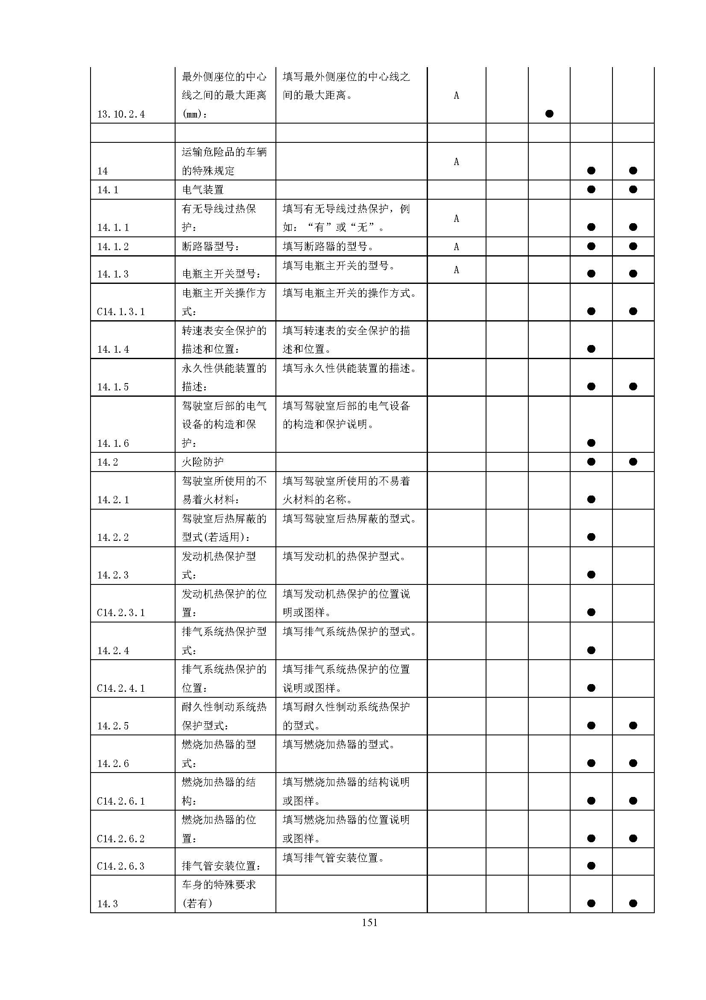 最外侧座位的中心 填写最外侧座位的中心线之
线之间的最大距离 间的最大距离。 A
13.10.2.4 (mm): ●
运输危险品的车辆 A
14 的特殊规定 ● ●
14.1 电气装置 ● ●
有无导线过热保 填写有无导线过热保护，例 A
14.1.1 护: 如：“有”或“无”。 ● ●
14.1.2 断路器型号: 填写断路器的型号。 A ● ●
填写电瓶主开关的型号。 A
14.1.3 电瓶主开关型号: ● ●
电瓶主开关操作方 填写电瓶主开关的操作方式。
C14.1.3.1 式: ● ●
转速表安全保护的 填写转速表的安全保护的描
14.1.4 描述和位置: 述和位置。 ●
永久性供能装置的 填写永久性供能装置的描述。
14.1.5 描述: ● ●
驾驶室后部的电气 填写驾驶室后部的电气设备
设备的构造和保 的构造和保护说明。
14.1.6 护: ●
14.2 火险防护 ● ●
驾驶室所使用的不 填写驾驶室所使用的不易着
14.2.1 易着火材料: 火材料的名称。 ●
驾驶室后热屏蔽的 填写驾驶室后热屏蔽的型式。
14.2.2 型式(若适用): ●
发动机热保护型 填写发动机的热保护型式。
14.2.3 式: ●
发动机热保护的位 填写发动机热保护的位置说
C14.2.3.1 置: 明或图样。 ●
排气系统热保护型 填写排气系统热保护的型式。
14.2.4 式: ●
排气系统热保护的 填写排气系统热保护的位置
C14.2.4.1 位置: 说明或图样。 ●
耐久性制动系统热 填写耐久性制动系统热保护
14.2.5 保护型式: 的型式。 ● ●
燃烧加热器的型 填写燃烧加热器的型式。
14.2.6 式: ● ●
燃烧加热器的结 填写燃烧加热器的结构说明
C14.2.6.1 构: 或图样。 ● ●
燃烧加热器的位 填写燃烧加热器的位置说明
C14.2.6.2 置: 或图样。 ● ●
填写排气管安装位置。
C14.2.6.3 排气管安装位置: ●
车身的特殊要求
14.3 (若有) ● ●
151